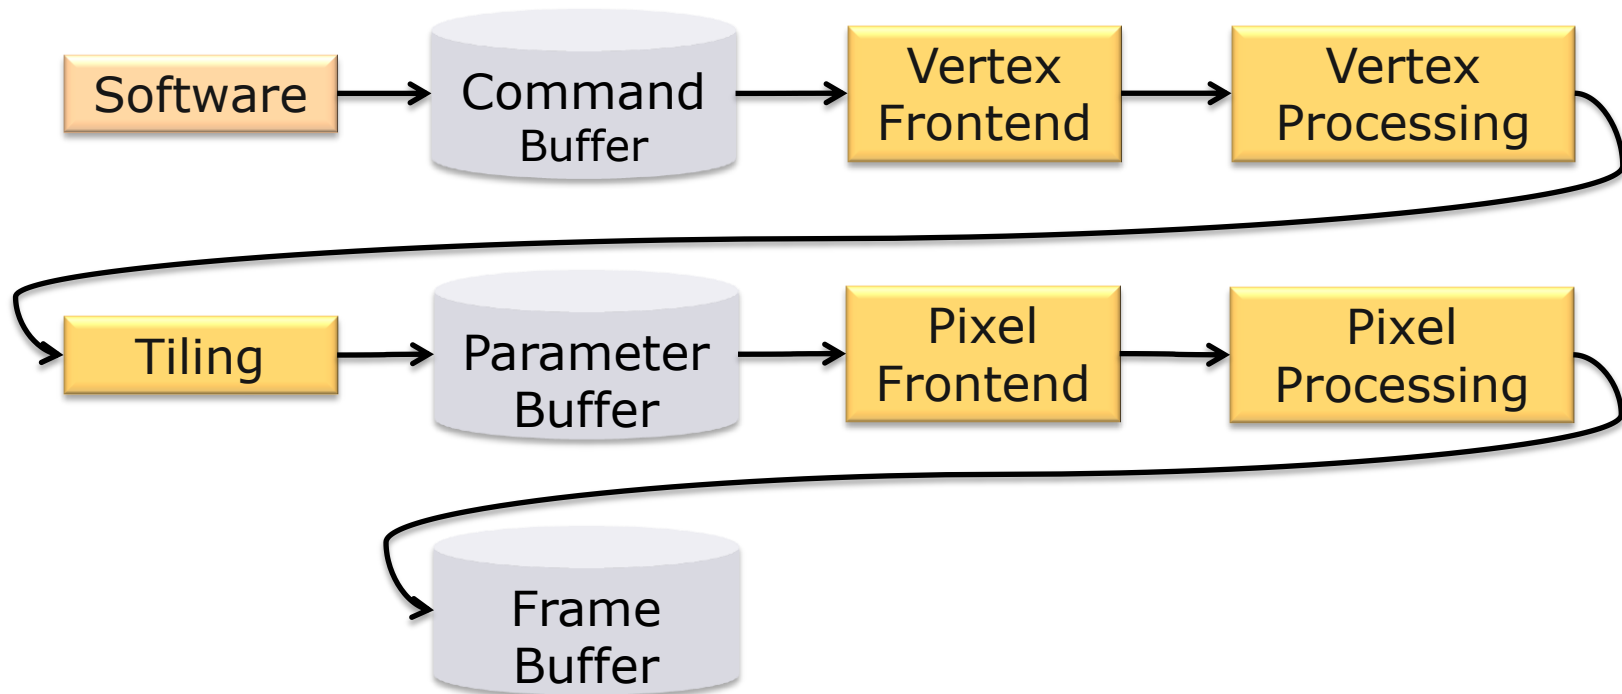 Software
Command
Buffer
Vertex
Frontend
Vertex
Processing
Tiling
Parameter
Buffer
Pixel
Frontend
Pixel
Processing
Frame
Buffer